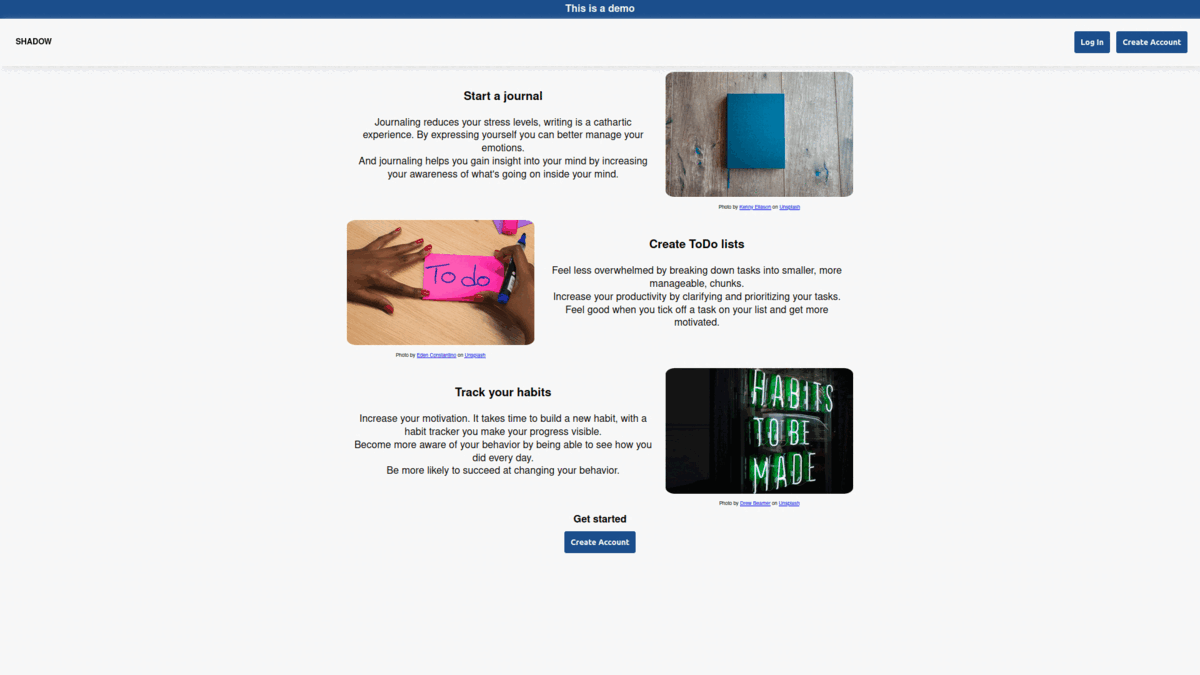 This is a demo
SHADOW
Log In
Create Account
Start a journal
Journaling reduces your stress levels, writing is a cathartic
experience. By expressing yourself you can better manage your
emotions.
And journaling helps you gain insight into your mind by increasing
your awareness of what's going on inside your mind.
Photo by Kenny Eliason on Unsplash
To do
Photo by Eden Constantino on Unsplash
Create ToDo lists
Feel less overwhelmed by breaking down tasks into smaller, more
manageable, chunks.
Increase your productivity by clarifying and prioritizing your tasks.
Feel good when you tick off a task on your list and get more
motivated.
Track your habits
Increase your motivation. It takes time to build a new habit, with a
habit tracker you make your progress visible.
Become more aware of your behavior by being able to see how you
did every day.
Be more likely to succeed at changing your behavior.
HABITS
TO BE
MADE
Photo by Drew Beamer on Unsplash
Get started
Create Account